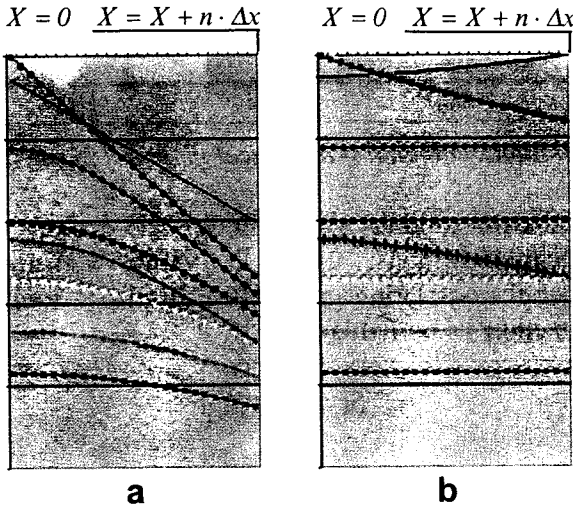 X = 0 X = X + n · Δx
X = 0 X = X + n · Δx
a
b